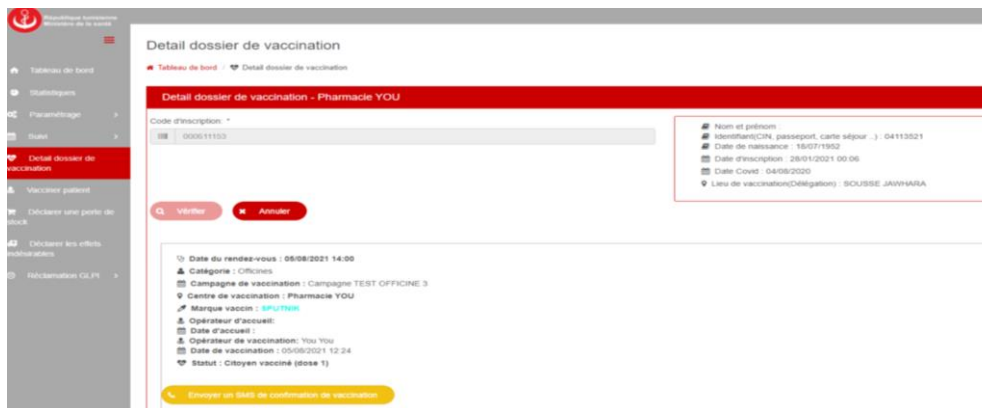 République tunisienne
Ministère de la santé
Tableau de bord
Statistiques
Paramétrage
Suivi
Detail dossier de
vaccination
Vacciner patient
Déclarer une perte de
stock
Déclarer les effets
indésirables
Réclamation GLPI
Detail dossier de vaccination
Tableau de bord / Detail dossier de vaccination
Detail dossier de vaccination - Pharmacie YOU
Code d'inscription: *
000611153
Vérifier
Annuler
Nom et prénom :
Identifiant(CIN, passeport, carte séjour ..) : 04113521
Date de naissance : 18/07/1952
Date d'inscription : 28/01/2021 00:06
Date Covid : 04/08/2020
Lieu de vaccination(Délégation) : SOUSSE JAWHARA
Date du rendez-vous : 05/08/2021 14:00
Catégorie : Officines
Campagne de vaccination : Campagne TEST OFFICINE 3
Centre de vaccination : Pharmacie YOU
Marque vaccin : SPUTNIK
Opérateur d'accueil:
Date d'accueil :
Opérateur de vaccination: You You
Date de vaccination : 05/08/2021 12:24
Statut : Citoyen vacciné (dose 1)
Envoyer un SMS de confirmation de vaccination